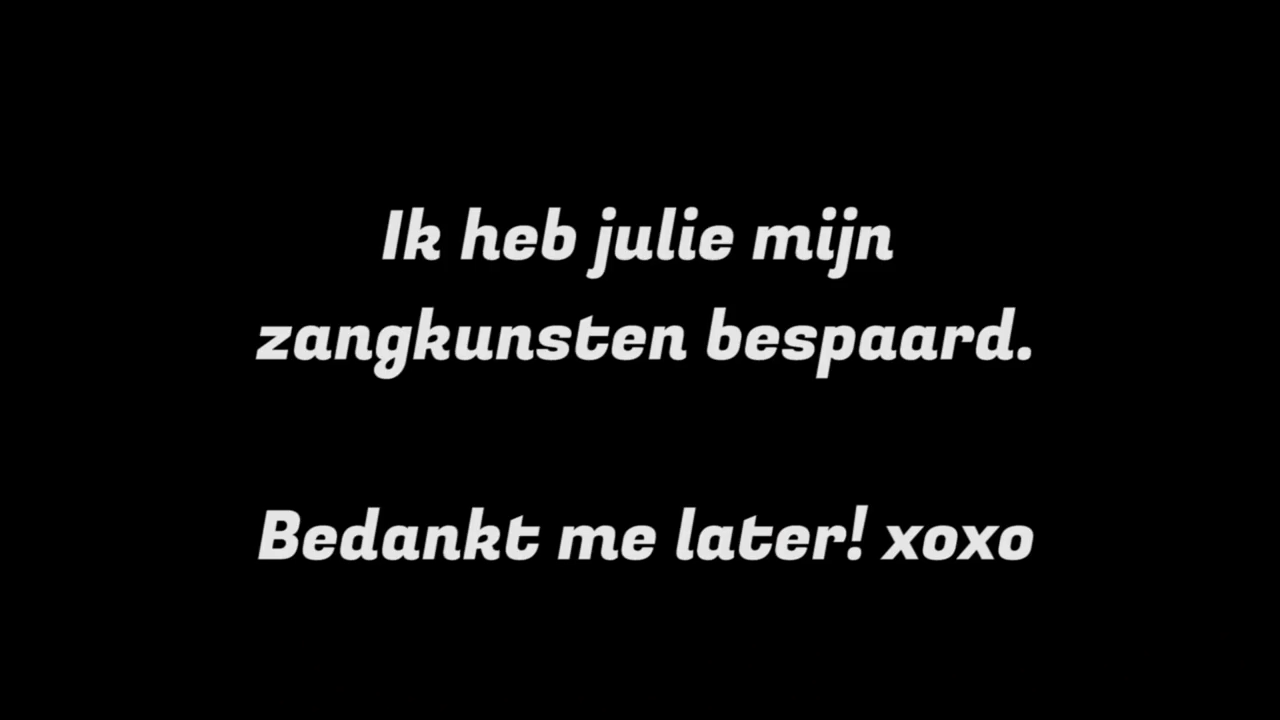 Ik heb julie mijn
zangkunsten bespaard.
Bedankt me later! xoxo